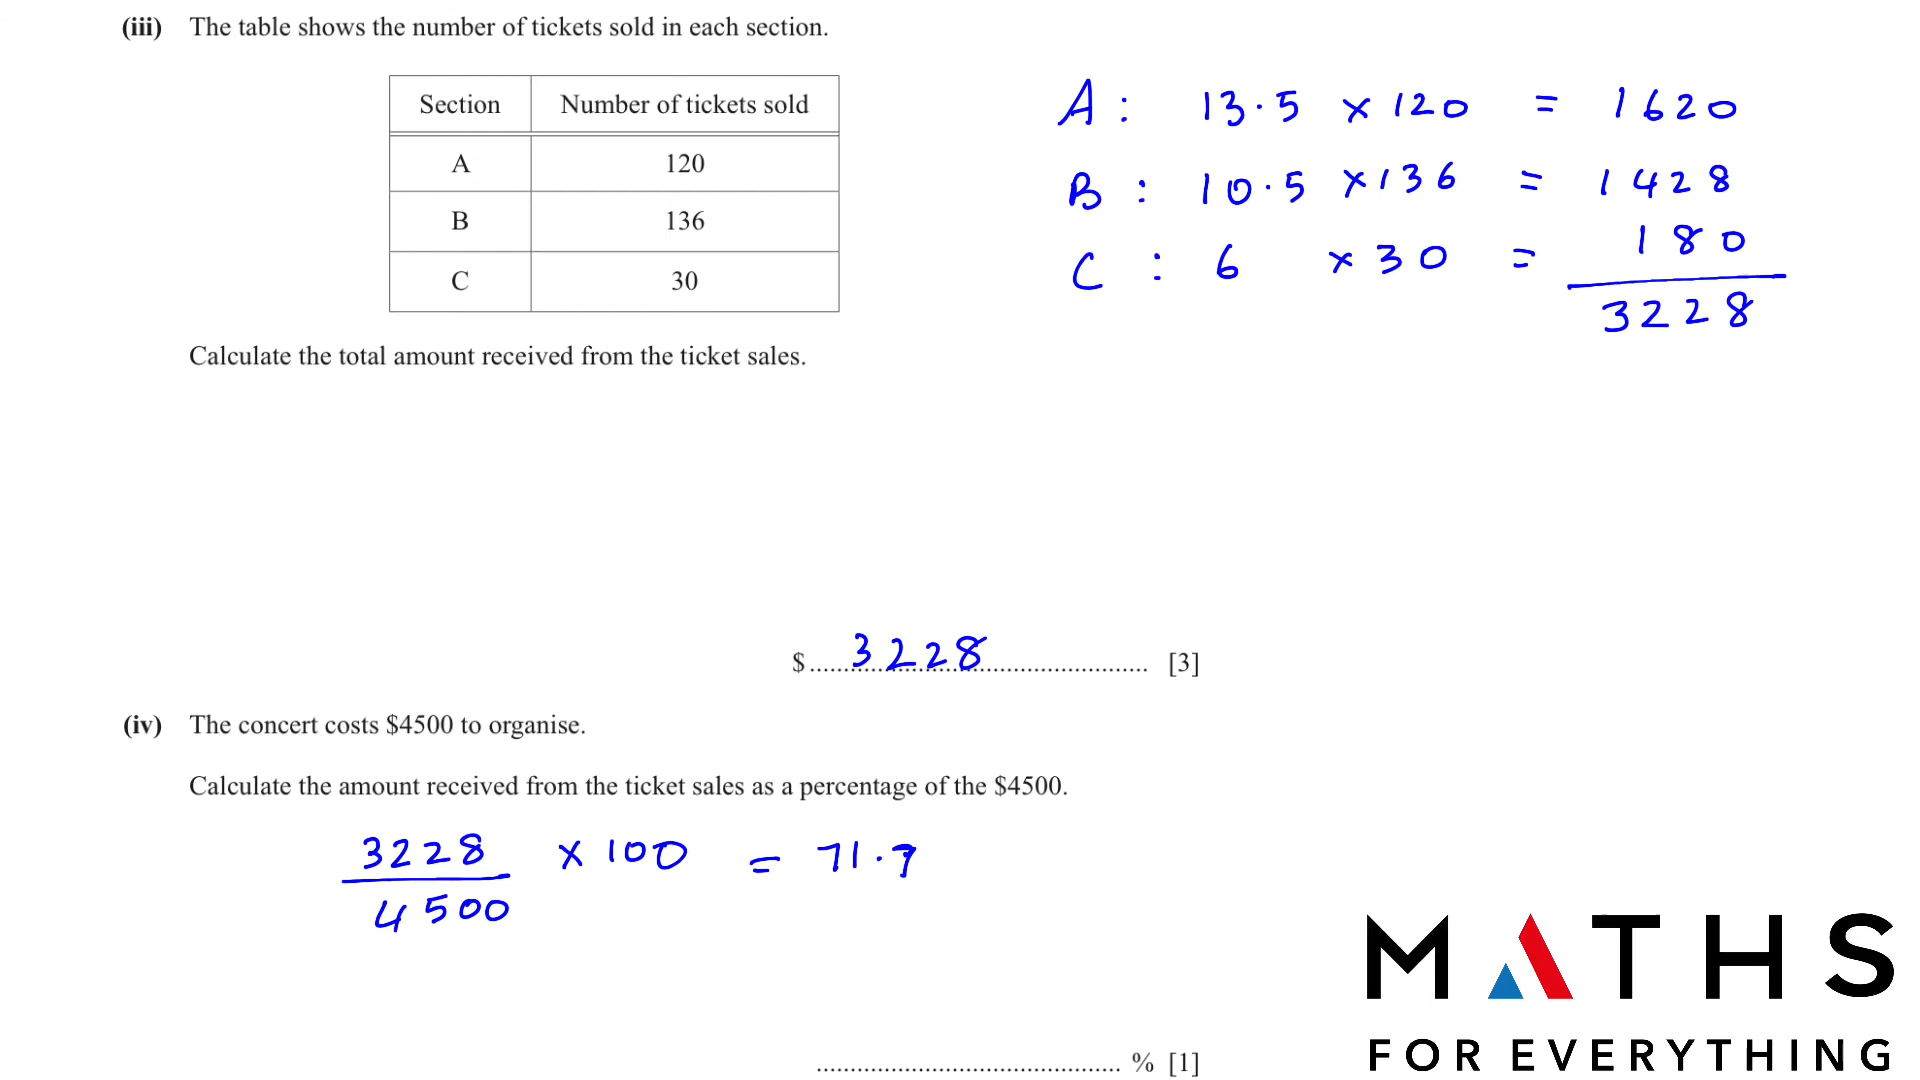 (iii) The table shows the number of tickets sold in each section.
Section Number of tickets sold
A 120
B 136
C 30
A : 13.5 × 120 = 1620
B : 10.5 × 136 = 1428
C : 6 × 30 = 180
3228
Calculate the total amount received from the ticket sales.
$ 3228 [3]
(iv) The concert costs $4500 to organise.
Calculate the amount received from the ticket sales as a percentage of the $4500.
3228
4500 × 100 = 71.7
% [1]
MATHS
FOR EVERYTHING